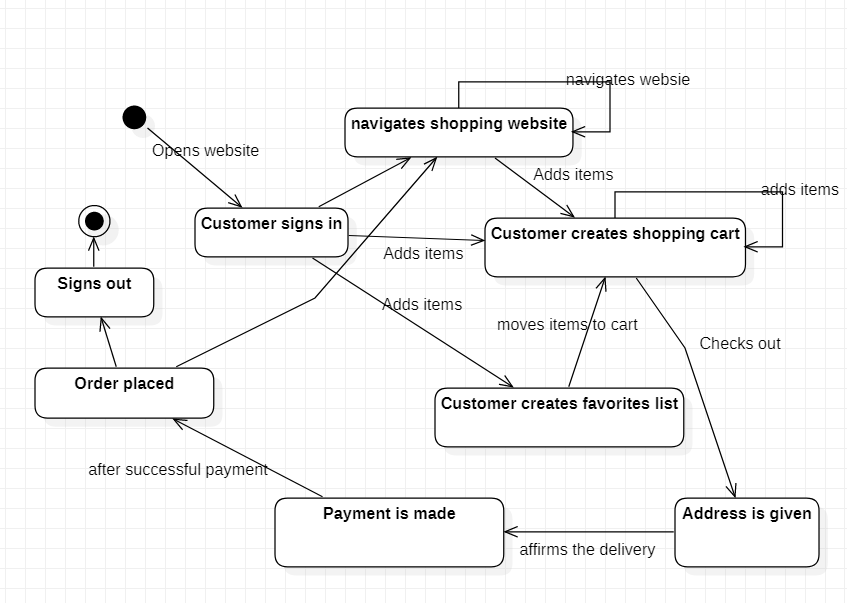 navigates websie
navigates shopping website
Opens website
Adds items
adds items
Customer signs in
Customer creates shopping cart
Adds items
Signs out
Adds items
moves items to cart
Checks out
Order placed
Customer creates favorites list
after successful payment
Payment is made
Address is given
affirms the delivery